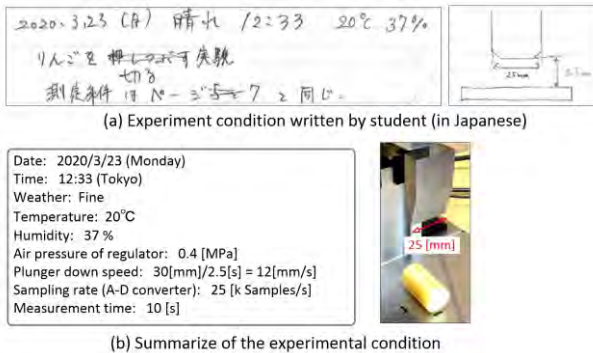 2020.3.23 (月) 晴れ 12:33 20℃ 37%
りんごを 押しつぶす 実験
切る
測定条件は ページ 7 と同じ.
25mm
(a) Experiment condition written by student (in Japanese)
Date: 2020/3/23 (Monday)
Time: 12:33 (Tokyo)
Weather: Fine
Temperature: 20℃
Humidity: 37 %
Air pressure of regulator: 0.4 [MPa]
Plunger down speed: 30[mm]/2.5[s] = 12[mm/s]
Sampling rate (A-D converter): 25 [k Samples/s]
Measurement time: 10 [s]
25 [mm]
(b) Summarize of the experimental condition